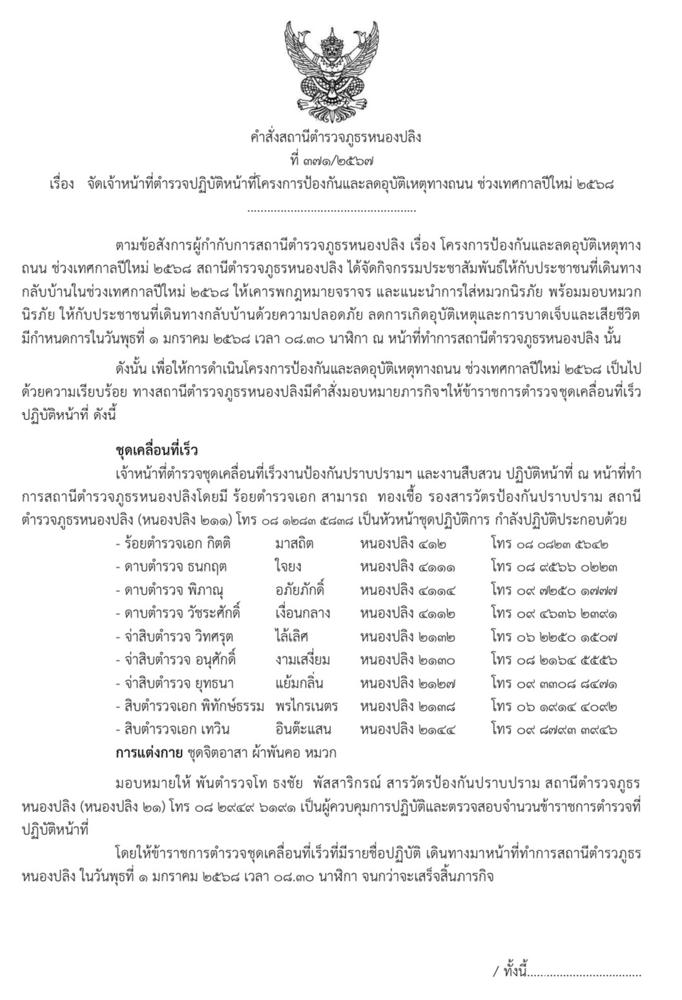 คำสั่งสถานีตำรวจภูธรหนองปลิง
ที่ ๓๗๑/๒๕๖๗
เรื่อง จัดเจ้าหน้าที่ตำรวจปฏิบัติหน้าที่โครงการป้องกันและลดอุบัติเหตุทางถนน ช่วงเทศกาลปีใหม่ ๒๕๖๘
...................................................
ตามข้อสังการผู้กำกับการสถานีตำรวจภูธรหนองปลิง เรื่อง โครงการป้องกันและลดอุบัติเหตุทาง
ถนน ช่วงเทศกาลปีใหม่ ๒๕๖๘ สถานีตำรวจภูธรหนองปลิง ได้จัดกิจกรรมประชาสัมพันธ์ให้กับประชาชนที่เดินทาง
กลับบ้านในช่วงเทศกาลปีใหม่ ๒๕๖๘ ให้เคารพกฎหมายจราจร และแนะนำการใส่หมวกนิรภัย พร้อมมอบหมวก
นิรภัย ให้กับประชาชนที่เดินทางกลับบ้านด้วยความปลอดภัย ลดการเกิดอุบัติเหตุและการบาดเจ็บและเสียชีวิต
มีกำหนดการในวันพุธที่ ๑ มกราคม ๒๕๖๘ เวลา ๐๘.๓๐ นาฬิกา ณ หน้าที่ทำการสถานีตำรวจภูธรหนองปลิง นั้น
ดังนั้น เพื่อให้การดำเนินโครงการป้องกันและลดอุบัติเหตุทางถนน ช่วงเทศกาลปีใหม่ ๒๕๖๘ เป็นไป
ด้วยความเรียบร้อย ทางสถานีตำรวจภูธรหนองปลิงมีคำสั่งมอบหมายภารกิจฯให้ข้าราชการตำรวจชุดเคลื่อนที่เร็ว
ปฏิบัติหน้าที่ ดังนี้
ชุดเคลื่อนที่เร็ว
เจ้าหน้าที่ตำรวจชุดเคลื่อนที่เร็วงานป้องกันปราบปรามฯ และงานสืบสวน ปฏิบัติหน้าที่ ณ หน้าที่ทำ
การสถานีตำรวจภูธรหนองปลิงโดยมี ร้อยตำรวจเอก สามารถ ทองเชื้อ รองสารวัตรป้องกันปราบปราม สถานี
ตำรวจภูธรหนองปลิง (หนองปลิง ๒๑๑) โทร ๐๘ ๑๒๘๓ ๕๘๓๘ เป็นหัวหน้าชุดปฏิบัติการ กำลังปฏิบัติประกอบด้วย
- ร้อยตำรวจเอก กิตติ มาสถิต หนองปลิง ๔๑๒ โทร ๐๘ ๐๘๒๓ ๕๖๔๒
- ดาบตำรวจ ธนกฤต ใจยง หนองปลิง ๔๑๑๑ โทร ๐๘ ๙๕๖๖ ๐๒๒๓
- ดาบตำรวจ พิภาณุ อภัยภักดิ์ หนองปลิง ๔๑๑๔ โทร ๐๙ ๗๒๕๐ ๑๗๗๗
- ดาบตำรวจ วัชระศักดิ์ เงื่อนกลาง หนองปลิง ๔๑๑๒ โทร ๐๙ ๔๖๓๖ ๒๓๙๑
- จ่าสิบตำรวจ วิทศรุต ไล้เลิศ หนองปลิง ๒๑๓๒ โทร ๐๖ ๒๒๕๐ ๑๕๐๗
- จ่าสิบตำรวจ อนุศักดิ์ งามเสงี่ยม หนองปลิง ๒๑๓๐ โทร ๐๘ ๒๑๖๔ ๕๕๕๖
- จ่าสิบตำรวจ ยุทธนา แย้มกลิ่น หนองปลิง ๒๑๒๗ โทร ๐๙ ๓๓๐๘ ๘๔๗๑
- สิบตำรวจเอก พิทักษ์ธรรม พรไกรเนตร หนองปลิง ๒๑๓๘ โทร ๐๖ ๑๙๑๔ ๔๐๙๒
- สิบตำรวจเอก เทวิน อินต๊ะแสน หนองปลิง ๒๑๔๔ โทร ๐๙ ๘๗๙๓ ๓๙๔๖
การแต่งกาย ชุดจิตอาสา ผ้าพันคอ หมวก
มอบหมายให้ พันตำรวจโท ธงชัย พัสสาริกรณ์ สารวัตรป้องกันปราบปราม สถานีตำรวจภูธร
หนองปลิง (หนองปลิง ๒๑) โทร ๐๘ ๒๙๔๙ ๖๑๙๑ เป็นผู้ควบคุมการปฏิบัติและตรวจสอบจำนวนข้าราชการตำรวจที่
ปฏิบัติหน้าที่
โดยให้ข้าราชการตำรวจชุดเคลื่อนที่เร็วที่มีรายชื่อปฏิบัติ เดินทางมาหน้าที่ทำการสถานีตำรวภูธร
หนองปลิง ในวันพุธที่ ๑ มกราคม ๒๕๖๘ เวลา ๐๘.๓๐ นาฬิกา จนกว่าจะเสร็จสิ้นภารกิจ
/ ทั้งนี้...................................